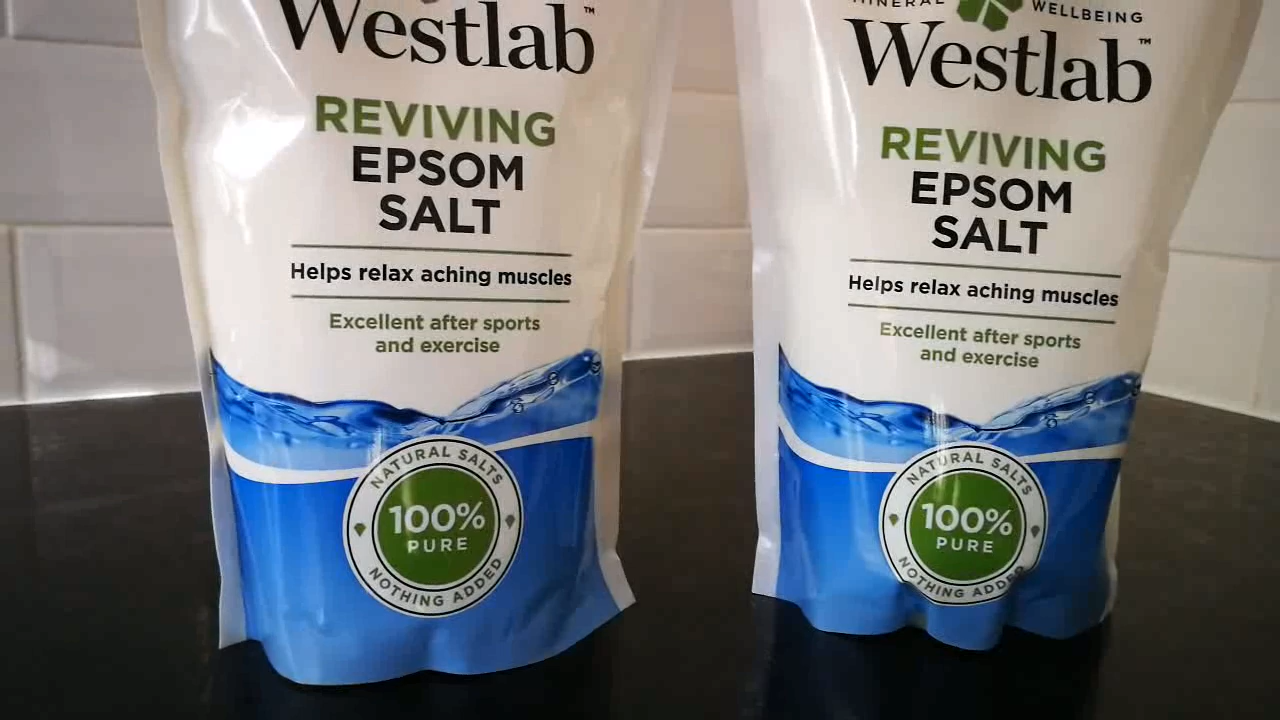 Westlab™
REVIVING
EPSOM
SALT
Helps relax aching muscles
Excellent after sports
and exercise
NATURAL SALTS
100%
PURE
NOTHING ADDED
MINERAL WELLBEING
Westlab™
REVIVING
EPSOM
SALT
Helps relax aching muscles
Excellent after sports
and exercise
NATURAL SALTS
100%
PURE
NOTHING ADDED